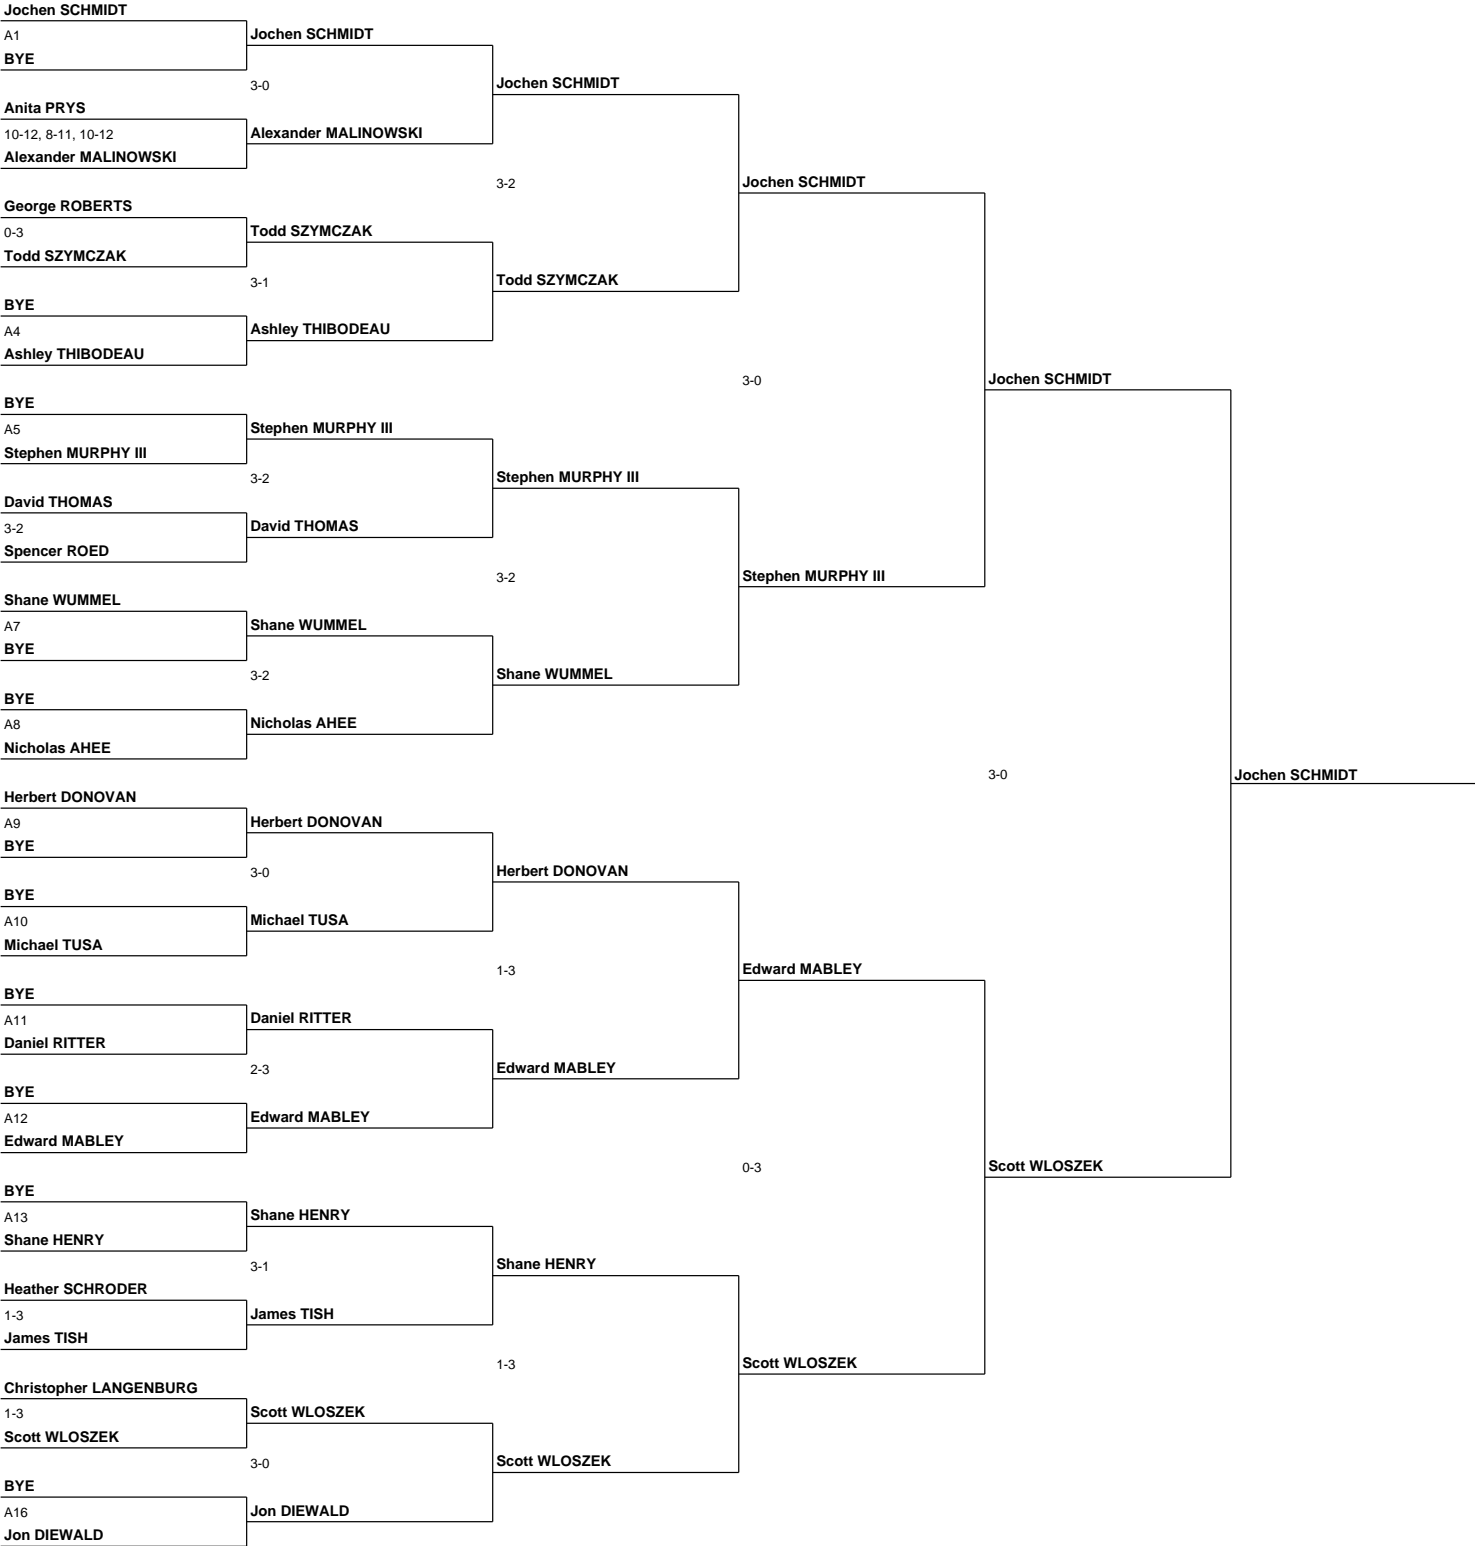 Jochen SCHMIDT
A1
BYE
Anita PRYS
10-12, 8-11, 10-12
Alexander MALINOWSKI
George ROBERTS
0-3
Todd SZYMCZAK
BYE
A4
Ashley THIBODEAU
BYE
A5
Stephen MURPHY III
David THOMAS
3-2
Spencer ROED
Shane WUMMEL
A7
BYE
BYE
A8
Nicholas AHEE
Herbert DONOVAN
A9
BYE
BYE
A10
Michael TUSA
BYE
A11
Daniel RITTER
BYE
A12
Edward MABLEY
BYE
A13
Shane HENRY
Heather SCHRODER
1-3
James TISH
Christopher LANGENBURG
1-3
Scott WLOSZEK
BYE
A16
Jon DIEWALD
Jochen SCHMIDT
3-0
Alexander MALINOWSKI
Todd SZYMCZAK
3-1
Ashley THIBODEAU
Stephen MURPHY III
3-2
David THOMAS
Shane WUMMEL
3-2
Nicholas AHEE
Herbert DONOVAN
3-0
Michael TUSA
Daniel RITTER
2-3
Edward MABLEY
Shane HENRY
3-1
James TISH
Scott WLOSZEK
3-0
Jon DIEWALD
Jochen SCHMIDT
3-2
Todd SZYMCZAK
Stephen MURPHY III
3-2
Shane WUMMEL
Herbert DONOVAN
1-3
Edward MABLEY
Shane HENRY
1-3
Scott WLOSZEK
Jochen SCHMIDT
3-0
Stephen MURPHY III
Edward MABLEY
0-3
Scott WLOSZEK
Jochen SCHMIDT
3-0
Scott WLOSZEK
Jochen SCHMIDT